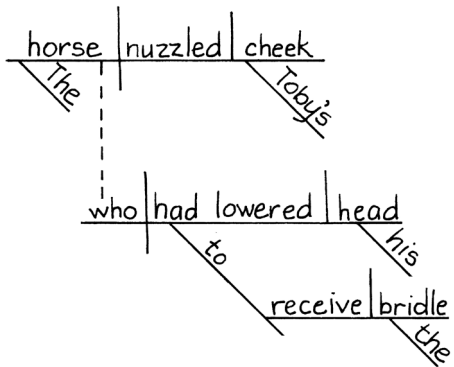 horse nuzzled cheek
The Toby's
who had lowered head
to his
receive bridle
the